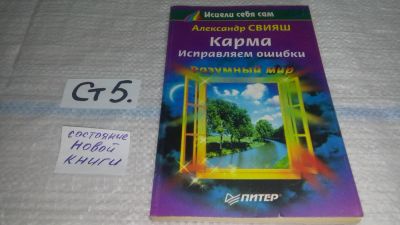 Ст 5.
состояние
новой
книги
Исцели себя сам
Александр СВИЯШ
Карма
Исправляем ошибки
Разумный мир
ПИТЕР